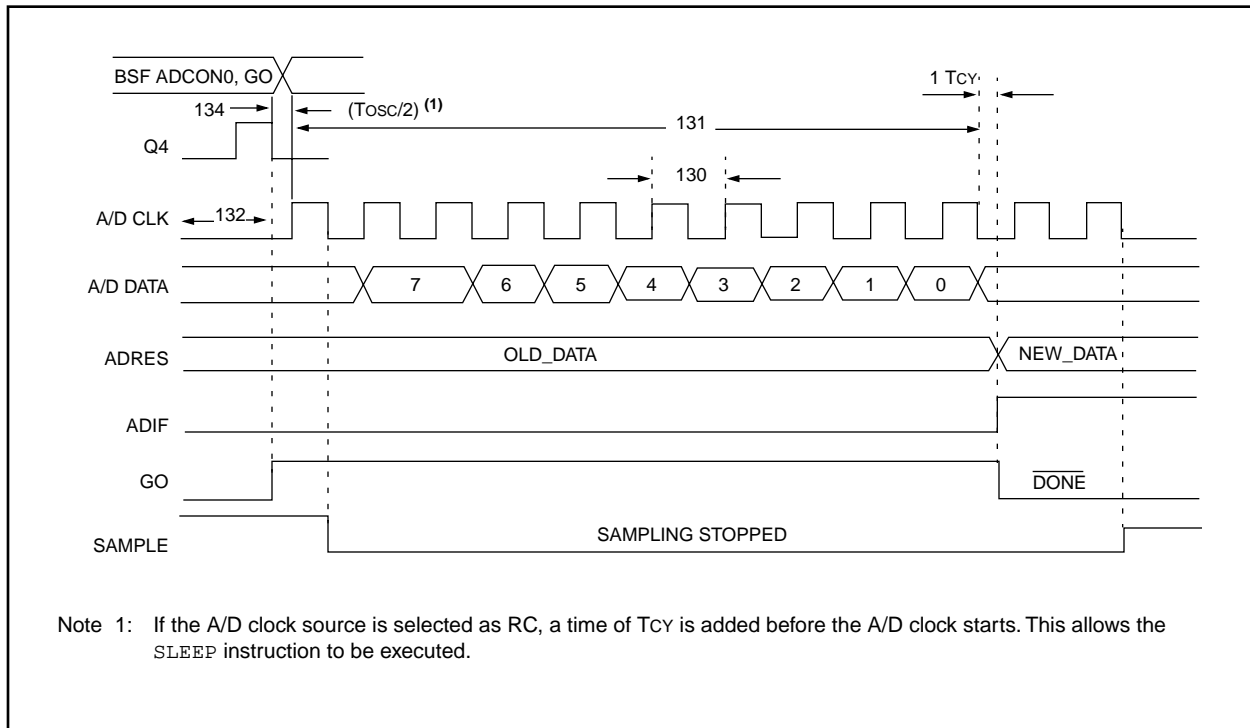 BSF ADCON0, GO
1 TCY
134
(TOSC/2) (1)
131
Q4
130
A/D CLK
132
A/D DATA
7 6 5 4 3 2 1 0
ADRES
OLD_DATA
NEW_DATA
ADIF
GO
DONE
SAMPLE
SAMPLING STOPPED
Note 1: If the A/D clock source is selected as RC, a time of TCY is added before the A/D clock starts. This allows the
SLEEP instruction to be executed.